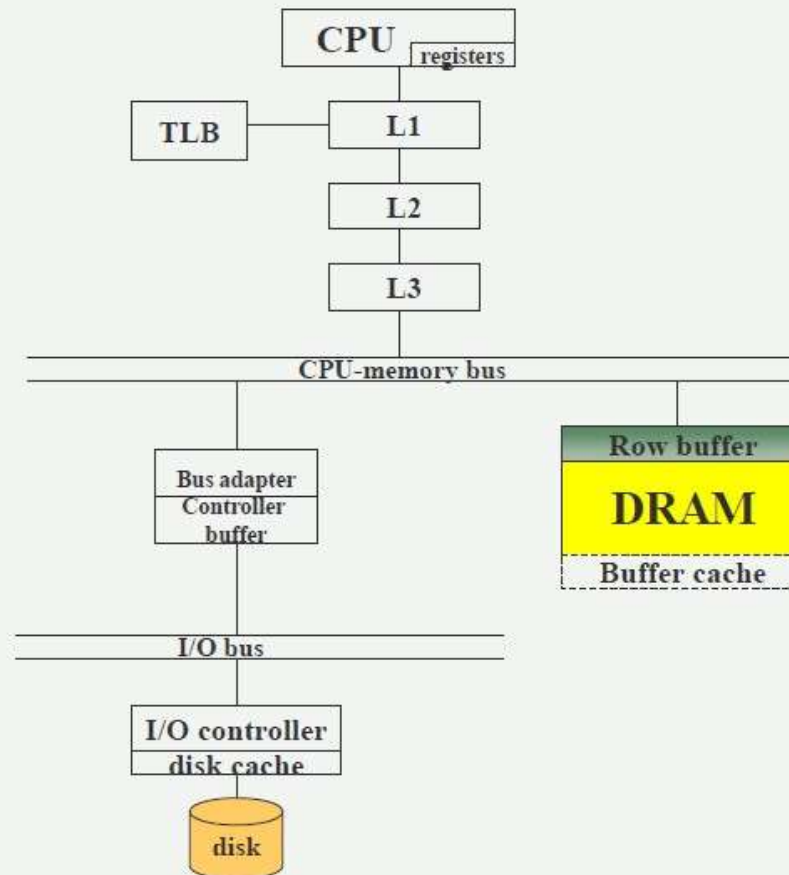 CPU
registers
TLB
L1
L2
L3
CPU-memory bus
Row buffer
DRAM
Buffer cache
Bus adapter
Controller
buffer
I/O bus
I/O controller
disk cache
disk